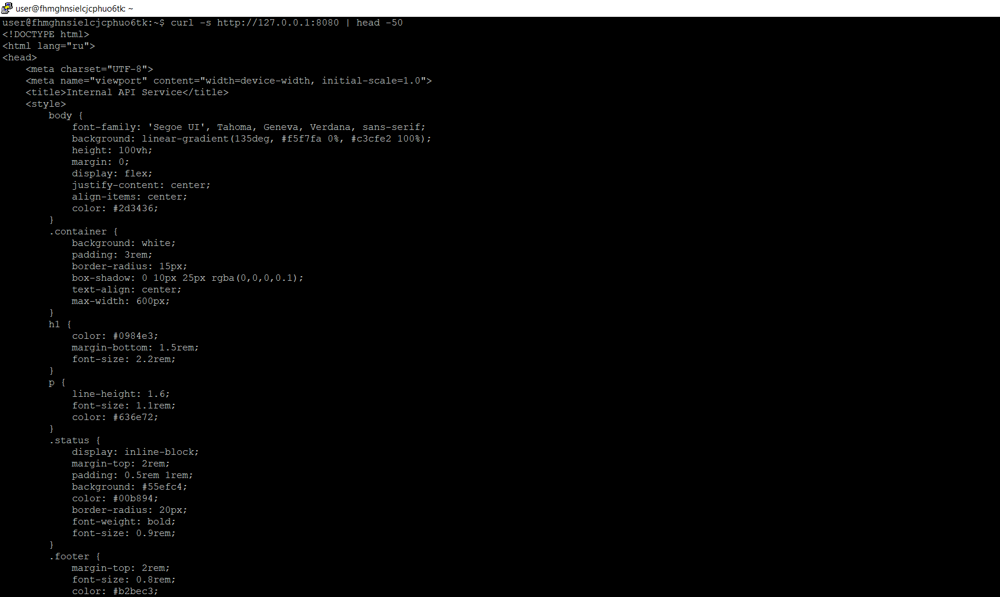 user@fhmghnsielcjcphuo6tk: ~
user@fhmghnsielcjcphuo6tk:~$ curl -s http://127.0.0.1:8080 | head -50
<!DOCTYPE html>
<html lang="ru">
<head>
    <meta charset="UTF-8">
    <meta name="viewport" content="width=device-width, initial-scale=1.0">
    <title>Internal API Service</title>
    <style>
        body {
            font-family: 'Segoe UI', Tahoma, Geneva, Verdana, sans-serif;
            background: linear-gradient(135deg, #f5f7fa 0%, #c3cfe2 100%);
            height: 100vh;
            margin: 0;
            display: flex;
            justify-content: center;
            align-items: center;
            color: #2d3436;
        }
        .container {
            background: white;
            padding: 3rem;
            border-radius: 15px;
            box-shadow: 0 10px 25px rgba(0,0,0,0.1);
            text-align: center;
            max-width: 600px;
        }
        h1 {
            color: #0984e3;
            margin-bottom: 1.5rem;
            font-size: 2.2rem;
        }
        p {
            line-height: 1.6;
            font-size: 1.1rem;
            color: #636e72;
        }
        .status {
            display: inline-block;
            margin-top: 2rem;
            padding: 0.5rem 1rem;
            background: #55efc4;
            color: #00b894;
            border-radius: 20px;
            font-weight: bold;
            font-size: 0.9rem;
        }
        .footer {
            margin-top: 2rem;
            font-size: 0.8rem;
            color: #b2bec3;